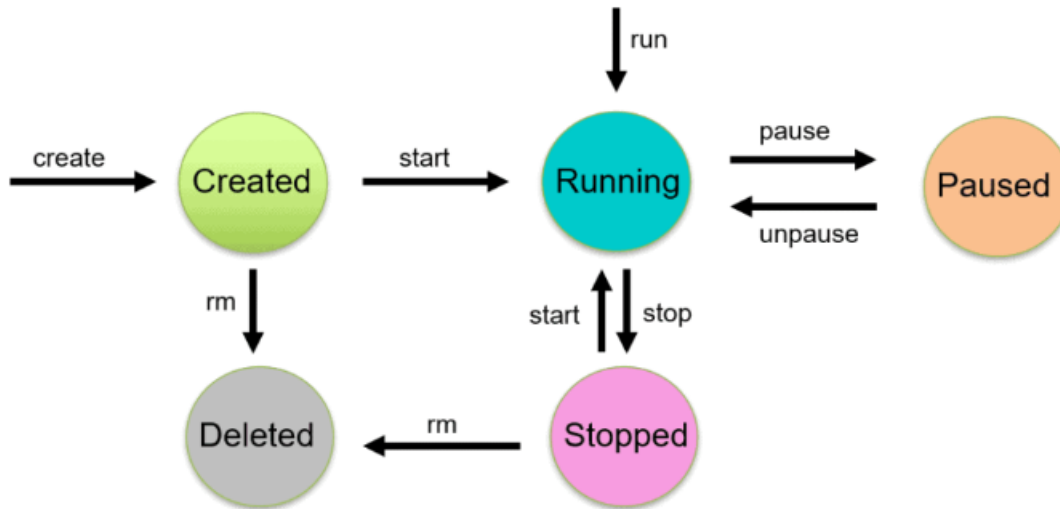 run
create
Created
start
Running
pause
Paused
unpause
rm
start
stop
Deleted
rm
Stopped